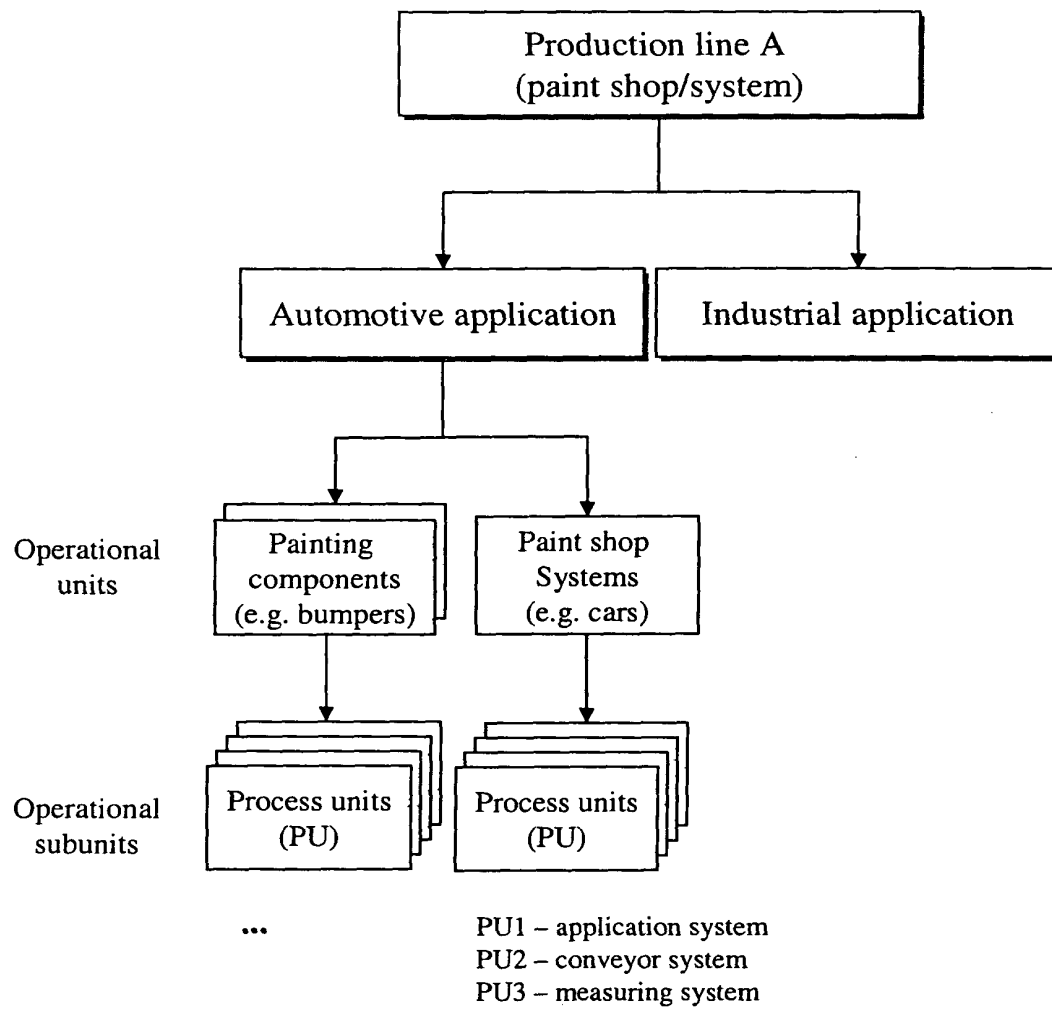 Production line A
(paint shop/system)
Automotive application
Industrial application
Operational
units
Painting
components
(e.g. bumpers)
Paint shop
Systems
(e.g. cars)
Operational
subunits
Process units
(PU)
Process units
(PU)
...
PU1 – application system
PU2 – conveyor system
PU3 – measuring system